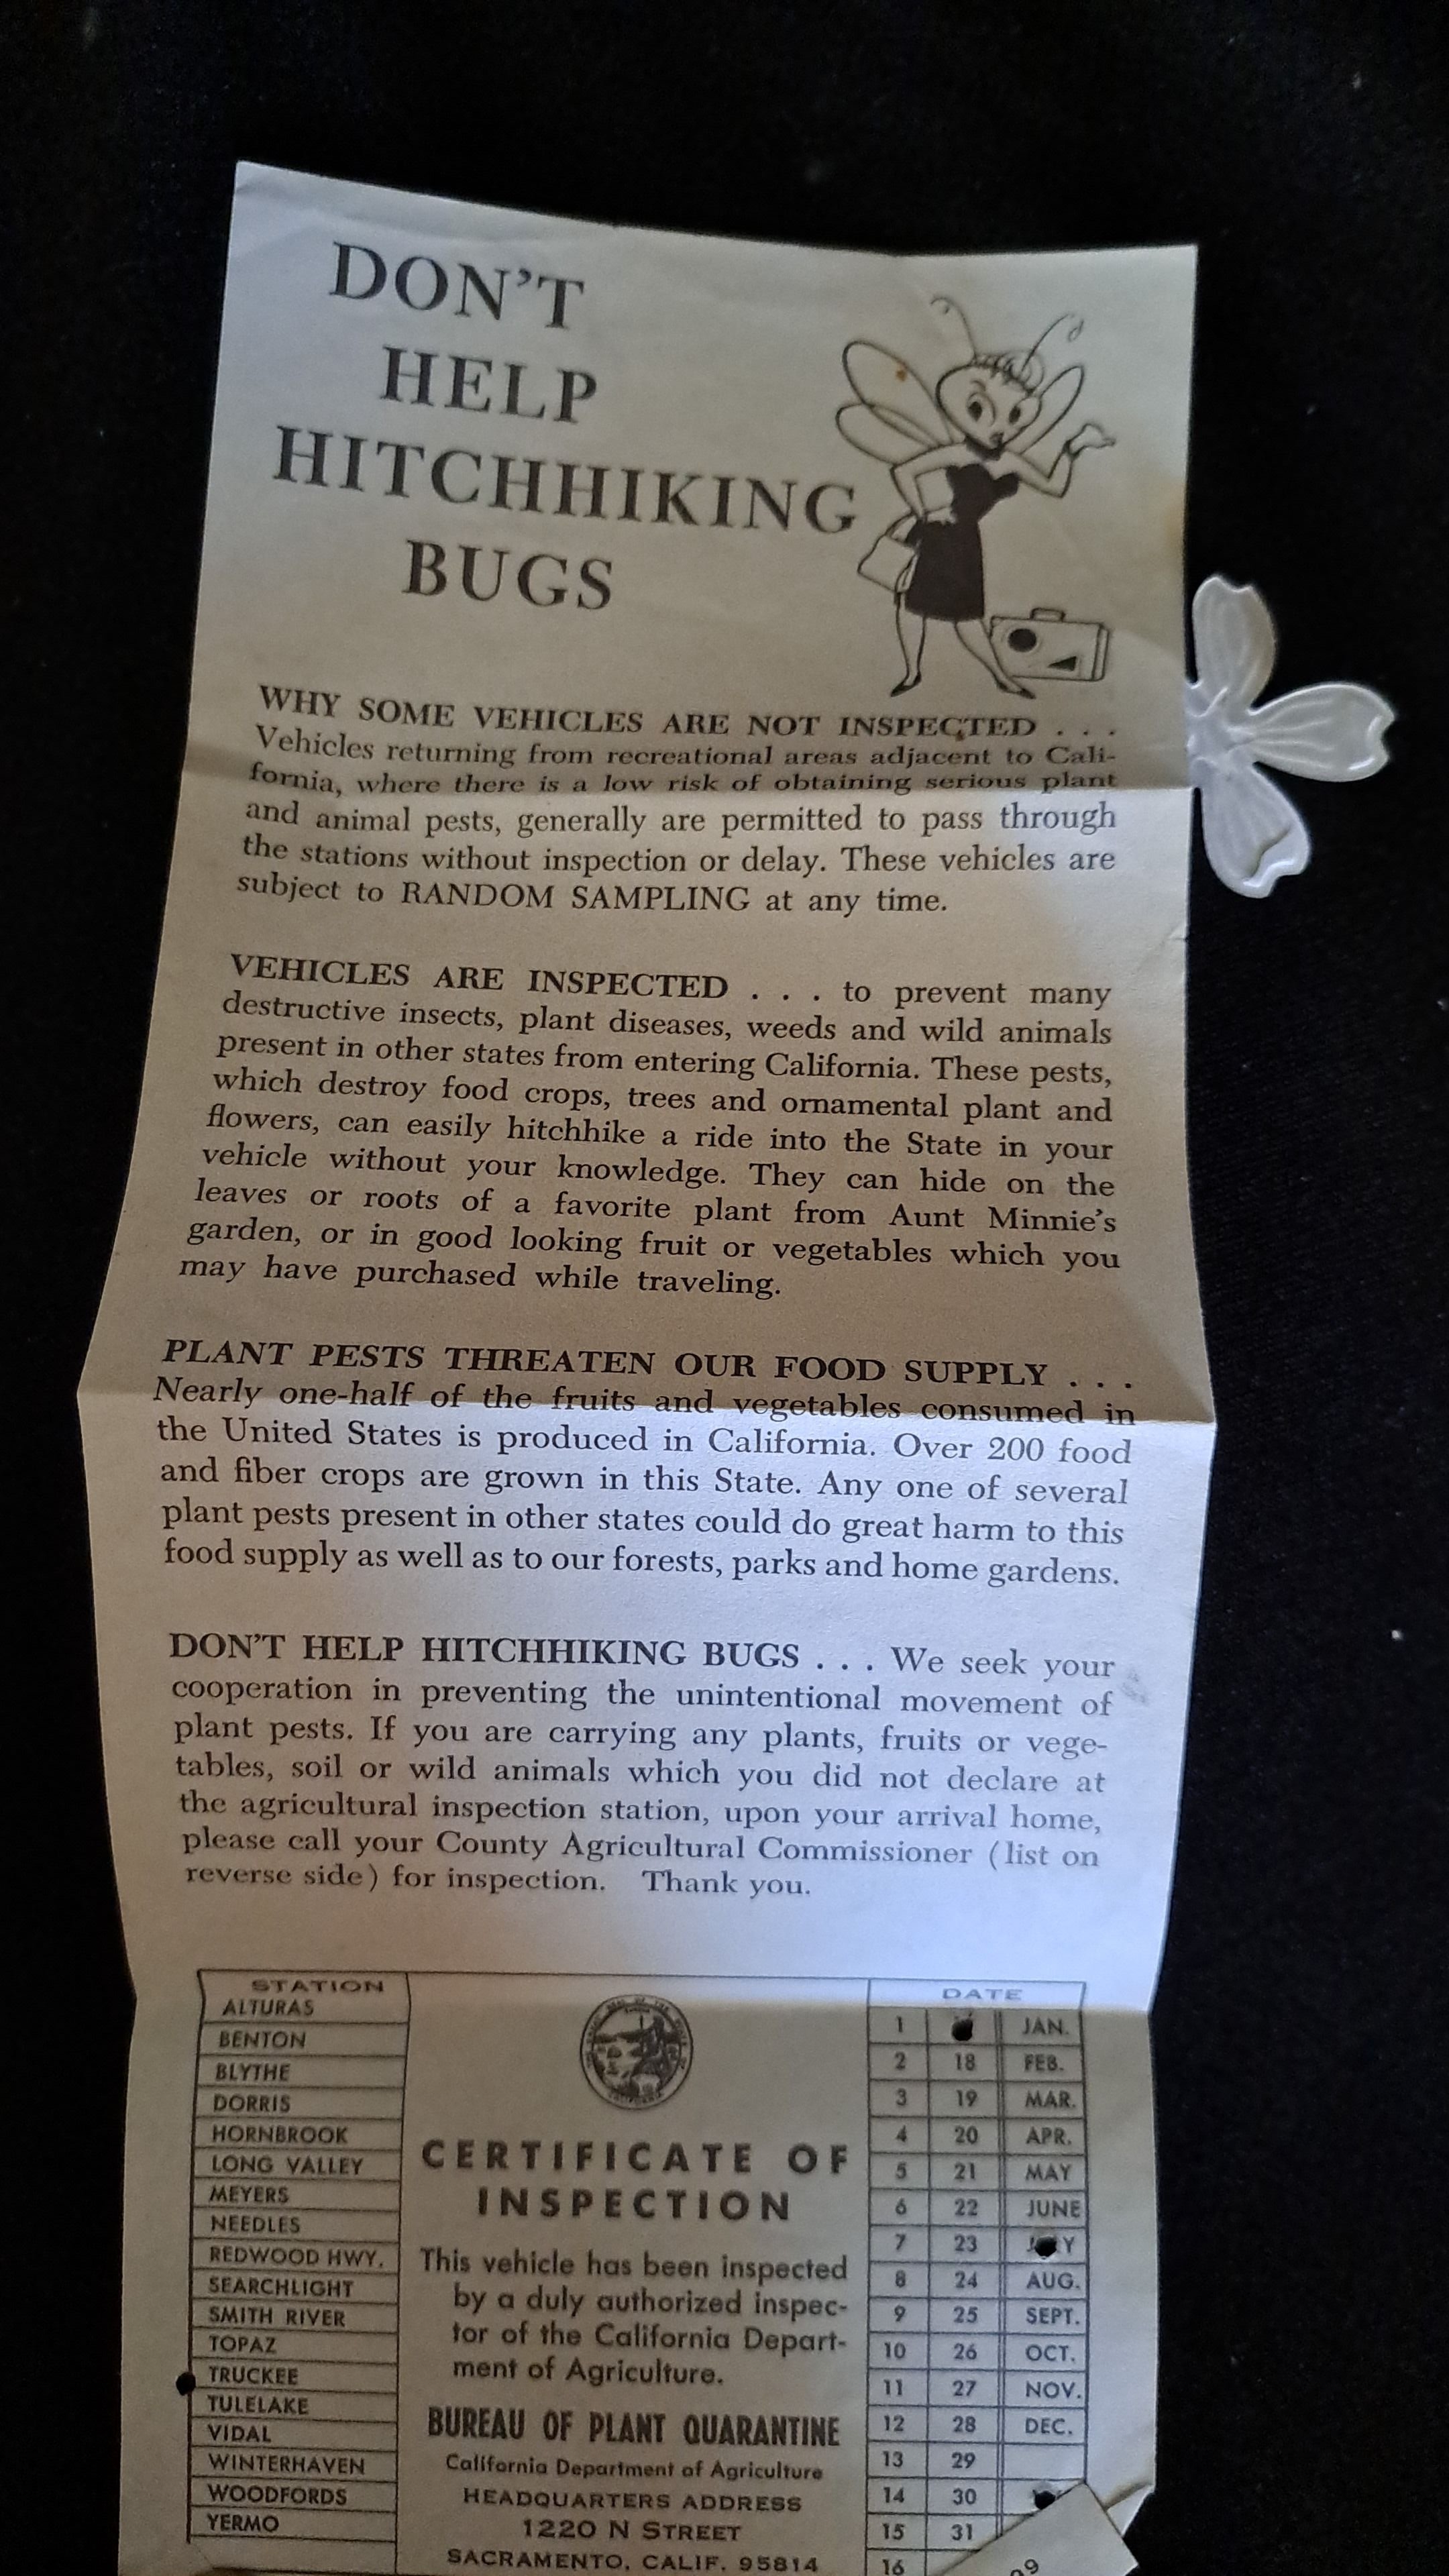 DON'T
HELP
HITCHHIKING
BUGS
WHY SOME VEHICLES ARE NOT INSPECTED . . .
Vehicles returning from recreational areas adjacent to Cali-
fornia, where there is a low risk of obtaining serious plant
and animal pests, generally are permitted to pass through
the stations without inspection or delay. These vehicles are
subject to RANDOM SAMPLING at any time.
VEHICLES ARE INSPECTED . . . to prevent many
destructive insects, plant diseases, weeds and wild animals
present in other states from entering California. These pests,
which destroy food crops, trees and ornamental plant and
flowers, can easily hitchhike a ride into the State in your
vehicle without your knowledge. They can hide on the
leaves or roots of a favorite plant from Aunt Minnie's
garden, or in good looking fruit or vegetables which you
may have purchased while traveling.
PLANT PESTS THREATEN OUR FOOD SUPPLY . . .
Nearly one-half of the fruits and vegetables consumed in
the United States is produced in California. Over 200 food
and fiber crops are grown in this State. Any one of several
plant pests present in other states could do great harm to this
food supply as well as to our forests, parks and home gardens.
DON'T HELP HITCHHIKING BUGS . . . We seek your
cooperation in preventing the unintentional movement of
plant pests. If you are carrying any plants, fruits or vege-
tables, soil or wild animals which you did not declare at
the agricultural inspection station, upon your arrival home,
please call your County Agricultural Commissioner (list on
reverse side) for inspection. Thank you.
STATION
ALTURAS
BENTON
BLYTHE
DORRIS
HORNBROOK
LONG VALLEY
MEYERS
NEEDLES
REDWOOD HWY.
SEARCHLIGHT
SMITH RIVER
TOPAZ
TRUCKEE
TULELAKE
VIDAL
WINTERHAVEN
WOODFORDS
YERMO
CERTIFICATE OF
INSPECTION
This vehicle has been inspected
by a duly authorized inspec-
tor of the California Depart-
ment of Agriculture.
BUREAU OF PLANT QUARANTINE
California Department of Agriculture
HEADQUARTERS ADDRESS
1220 N STREET
SACRAMENTO, CALIF. 95814
DATE
1 JAN.
2 18 FEB.
3 19 MAR.
4 20 APR.
5 21 MAY
6 22 JUNE
7 23
8 24 AUG.
9 25 SEPT.
10 26 OCT.
11 27 NOV.
12 28 DEC.
13 29
14 30
15 31
16